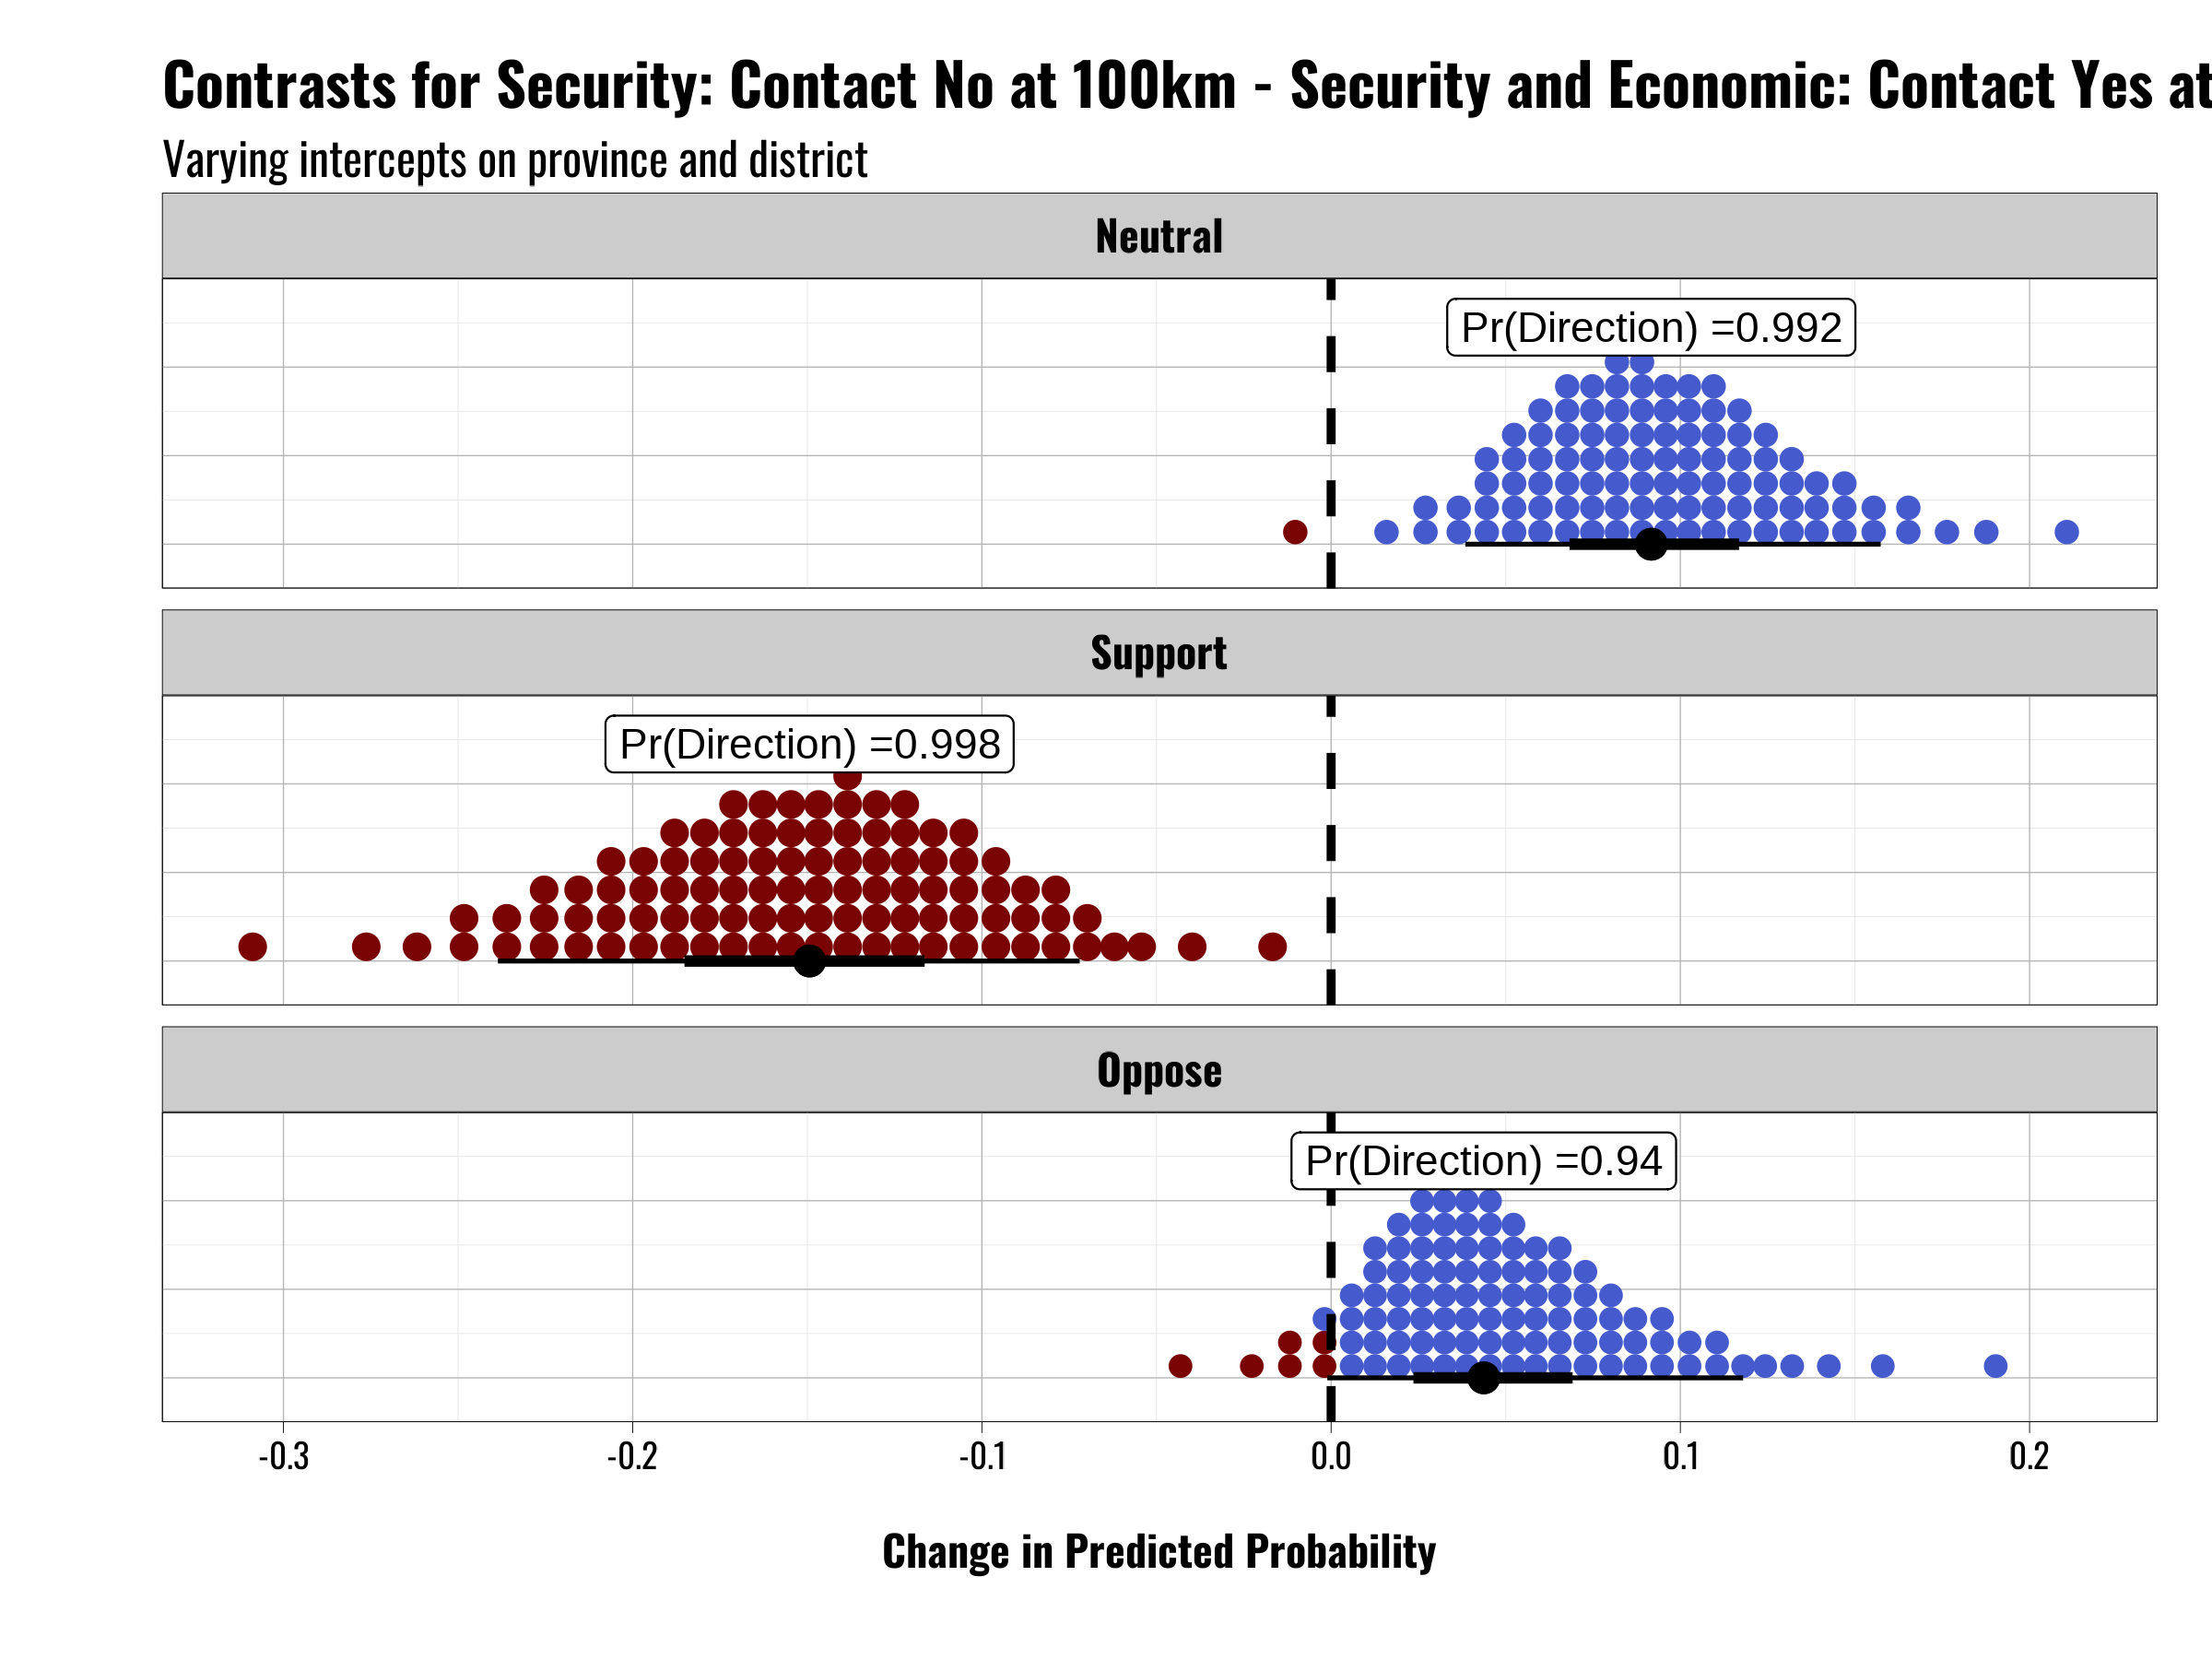 Contrasts for Security: Contact No at 100km - Security and Economic: Contact Yes at
Varying intercepts on province and district
Neutral
Pr(Direction) =0.992
Support
Pr(Direction) =0.998
Oppose
Pr(Direction) =0.94
-0.3 -0.2 -0.1 0.0 0.1 0.2
Change in Predicted Probability